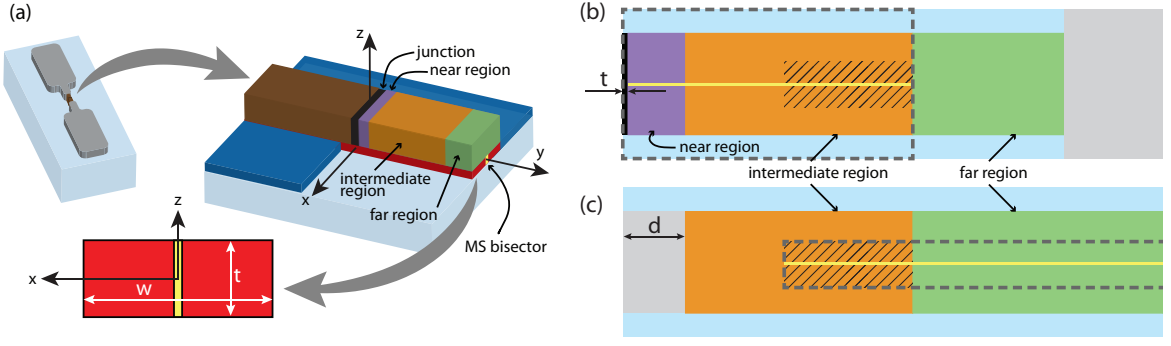 (a)
z
junction
near region
y
x
intermediate
region
far region
MS bisector
z
x
w
t
(b)
t
near region
intermediate region
far region
(c)
d